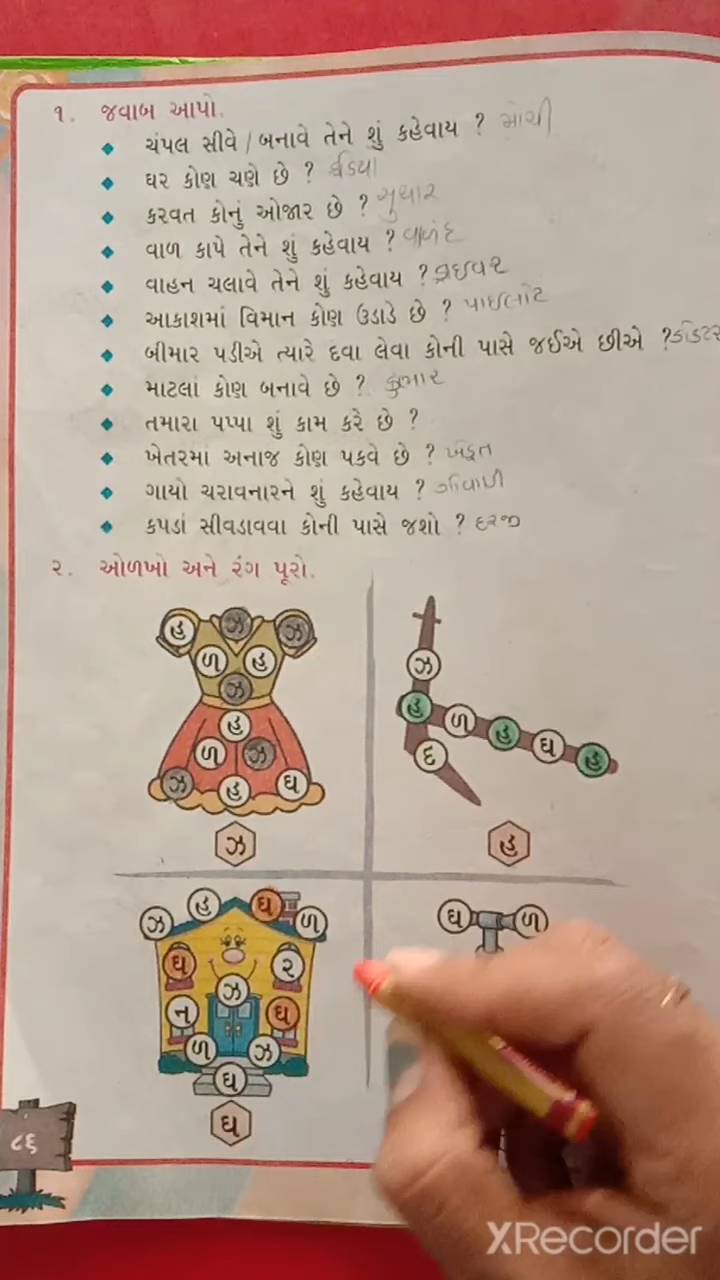 ૧. જવાબ આપો.
ચંપલ સીવે / બનાવે તેને શું કહેવાય ? મોચી
ઘર કોણ ચણે છે ? કડિયા
કરવત કોનું ઓજાર છે ? સુથાર
વાળ કાપે તેને શું કહેવાય ? વાળંદ
વાહન ચલાવે તેને શું કહેવાય ? ડ્રાઇવર
આકાશમાં વિમાન કોણ ઉડાડે છે ? પાઇલોટ
બીમાર પડીએ ત્યારે દવા લેવા કોની પાસે જઈએ છીએ ? ડૉક્ટર
માટલાં કોણ બનાવે છે ? કુંભાર
તમારા પપ્પા શું કામ કરે છે ?
ખેતરમાં અનાજ કોણ પકવે છે ? ખેડૂત
ગાયો ચરાવનારને શું કહેવાય ? ગોવાળ
કપડાં સીવડાવવા કોની પાસે જશો ? દરજી
૨. ઓળખો અને રંગ પૂરો.
હ ઝ ઝ
ળ હ
ઝ
હ
ળ ઝ
ઝ હ ઘ
ઝ
ઝ
હ ળ હ ઘ હ
દ
હ
ઝ હ ઘ ળ
ઘ ર
ઝ
ન ઘ
ળ ઝ
ઘ
ઘ
ઘ ળ
૮૬
XRecorder